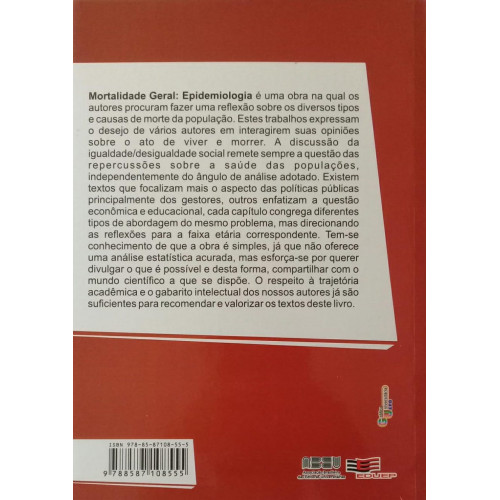 Mortalidade Geral: Epidemiologia é uma obra na qual os
autores procuram fazer uma reflexão sobre os diversos tipos
e causas de morte da população. Estes trabalhos expressam
o desejo de vários autores em interagirem suas opiniões
sobre o ato de viver e morrer. A discussão da
igualdade/desigualdade social remete sempre a questão das
repercussões sobre a saúde das populações,
independentemente do ângulo de análise adotado. Existem
textos que focalizam mais o aspecto das políticas públicas
principalmente dos gestores, outros enfatizam a questão
econômica e educacional, cada capítulo congrega diferentes
tipos de abordagem do mesmo problema, mas direcionando
as reflexões para a faixa etária correspondente. Tem-se
conhecimento de que a obra é simples, já que não oferece
uma análise estatística acurada, mas esforça-se por querer
divulgar o que é possível e desta forma, compartilhar com o
mundo científico a que se dispõe. O respeito à trajetória
acadêmica e o gabarito intelectual dos nossos autores já são
suficientes para recomendar e valorizar os textos deste livro.
ISBN 978-85-87108-55-5
9 788587 108555
ABEU